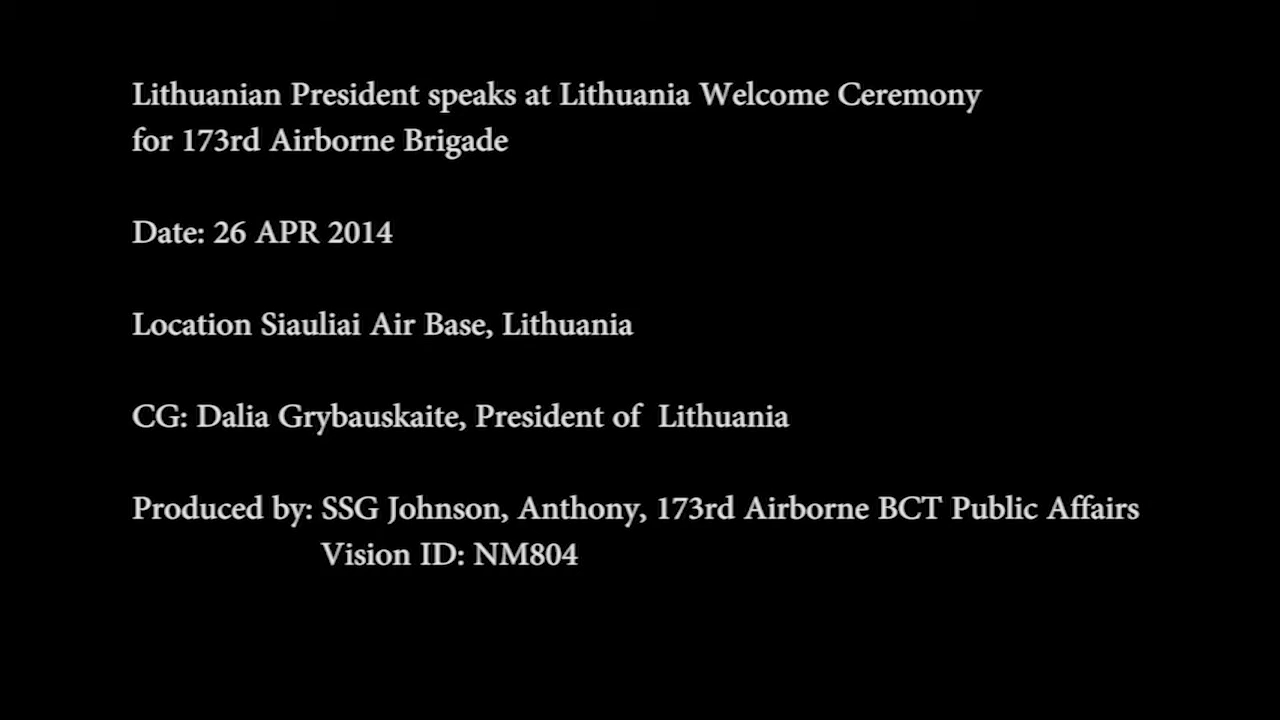 Lithuanian President speaks at Lithuania Welcome Ceremony
for 173rd Airborne Brigade
Date: 26 APR 2014
Location Siauliai Air Base, Lithuania
CG: Dalia Grybauskaite, President of  Lithuania
Produced by: SSG Johnson, Anthony, 173rd Airborne BCT Public Affairs
Vision ID: NM804